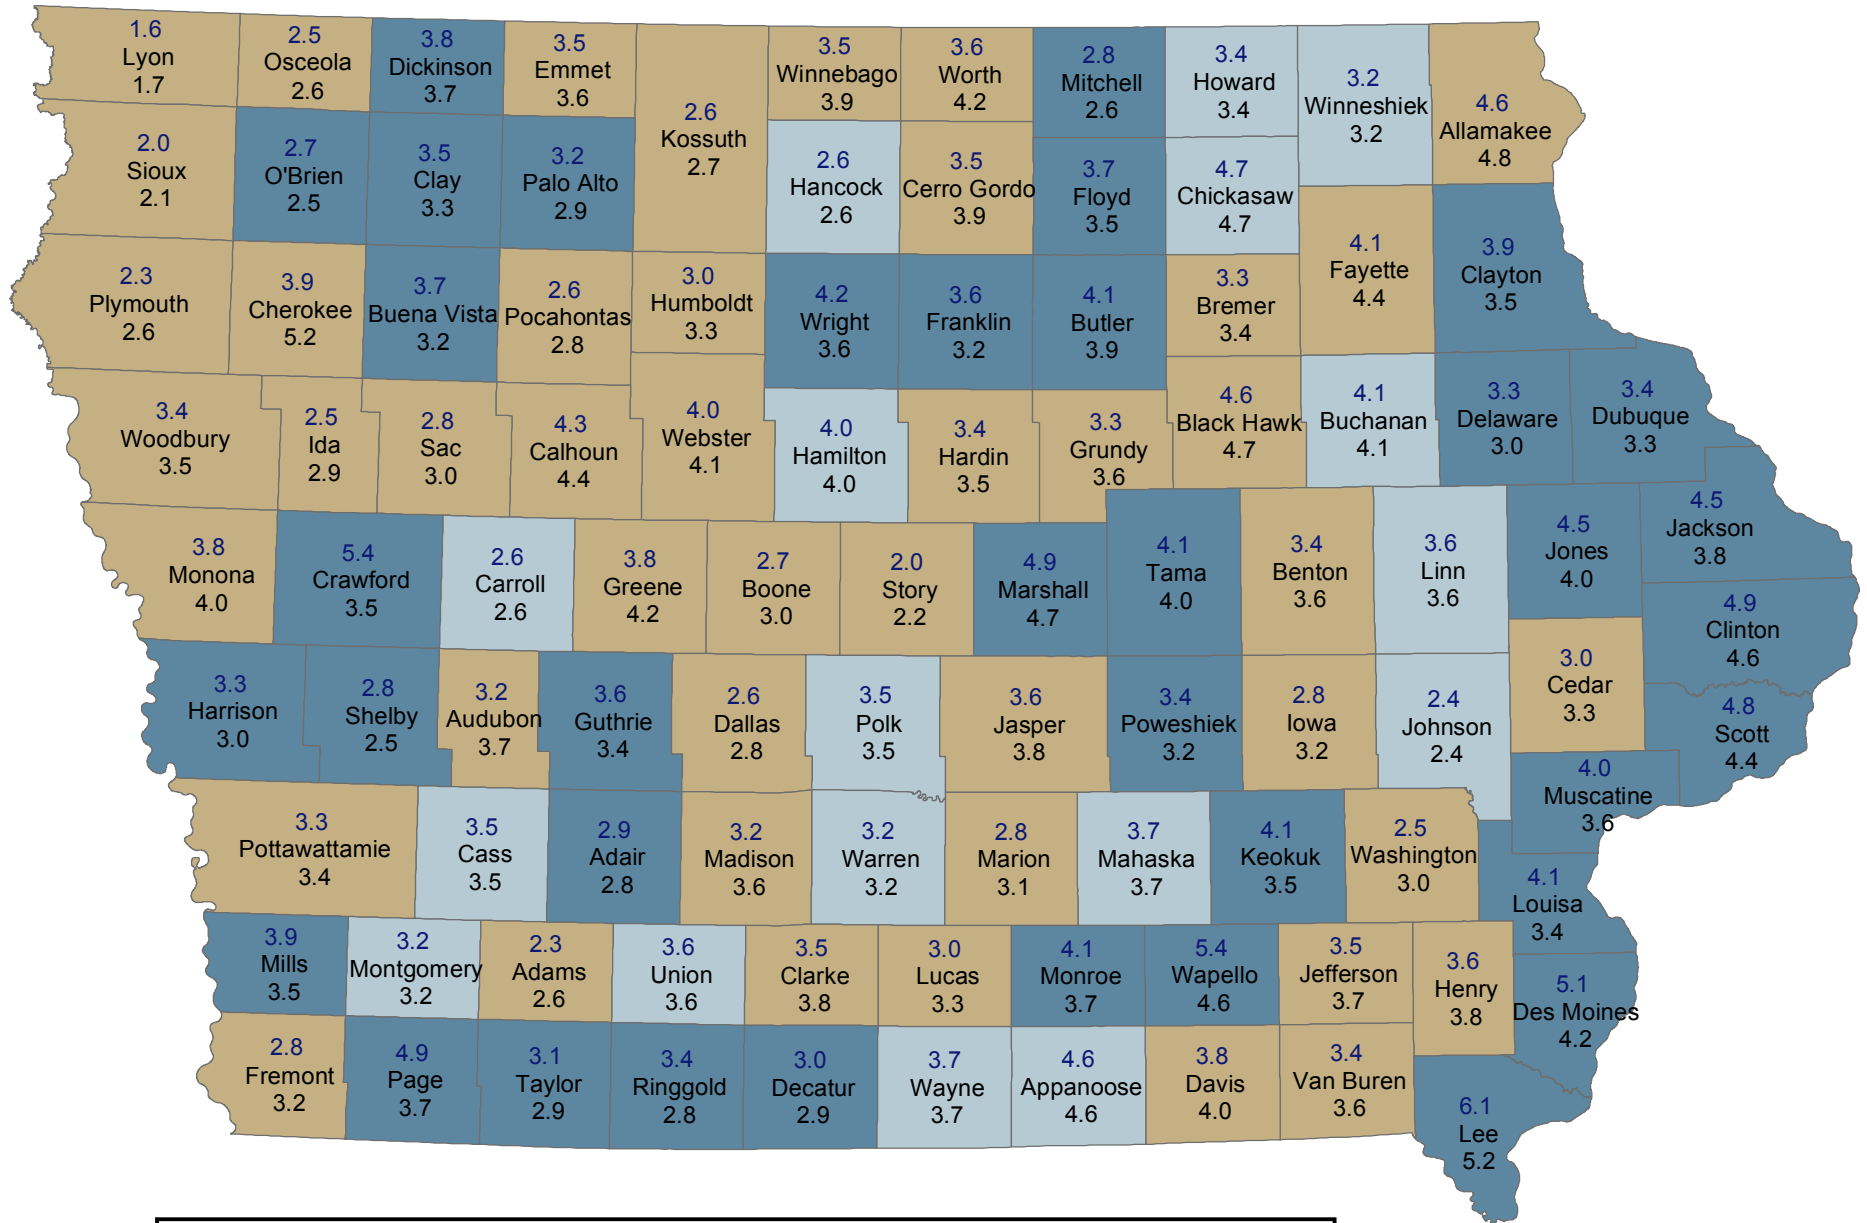 1.6
Lyon
1.7
2.5
Osceola
2.6
3.8
Dickinson
3.7
3.5
Emmet
3.6
2.6
Kossuth
2.7
3.5
Winnebago
3.9
3.6
Worth
4.2
2.8
Mitchell
2.6
3.4
Howard
3.4
3.2
Winneshiek
3.2
4.6
Allamakee
4.8
2.0
Sioux
2.1
2.7
O'Brien
2.5
3.5
Clay
3.3
3.2
Palo Alto
2.9
2.6
Hancock
2.6
3.5
Cerro Gordo
3.9
3.7
Floyd
3.5
4.7
Chickasaw
4.7
2.3
Plymouth
2.6
3.9
Cherokee
5.2
3.7
Buena Vista
3.2
2.6
Pocahontas
2.8
3.0
Humboldt
3.3
4.2
Wright
3.6
3.6
Franklin
3.2
4.1
Butler
3.9
3.3
Bremer
3.4
4.1
Fayette
4.4
3.9
Clayton
3.5
3.4
Woodbury
3.5
2.5
Ida
2.9
2.8
Sac
3.0
4.3
Calhoun
4.4
4.0
Webster
4.1
4.0
Hamilton
4.0
3.4
Hardin
3.5
3.3
Grundy
3.6
4.6
Black Hawk
4.7
4.1
Buchanan
4.1
3.3
Delaware
3.0
3.4
Dubuque
3.3
3.8
Monona
4.0
5.4
Crawford
3.5
2.6
Carroll
2.6
3.8
Greene
4.2
2.7
Boone
3.0
2.0
Story
2.2
4.9
Marshall
4.7
4.1
Tama
4.0
3.4
Benton
3.6
3.6
Linn
3.6
4.5
Jones
4.0
4.5
Jackson
3.8
4.9
Clinton
4.6
3.3
Harrison
3.0
2.8
Shelby
2.5
3.2
Audubon
3.7
3.6
Guthrie
3.4
2.6
Dallas
2.8
3.5
Polk
3.5
3.6
Jasper
3.8
3.4
Poweshiek
3.2
2.8
Iowa
3.2
2.4
Johnson
2.4
3.0
Cedar
3.3
4.8
Scott
4.4
4.0
Muscatine
3.6
3.3
Pottawattamie
3.4
3.5
Cass
3.5
2.9
Adair
2.8
3.2
Madison
3.6
3.2
Warren
3.2
2.8
Marion
3.1
3.7
Mahaska
3.7
4.1
Keokuk
3.5
2.5
Washington
3.0
4.1
Louisa
3.4
3.9
Mills
3.5
3.2
Montgomery
3.2
2.3
Adams
2.6
3.6
Union
3.6
3.5
Clarke
3.8
3.0
Lucas
3.3
4.1
Monroe
3.7
5.4
Wapello
4.6
3.5
Jefferson
3.7
3.6
Henry
3.8
5.1
Des Moines
4.2
2.8
Fremont
3.2
4.9
Page
3.7
3.1
Taylor
2.9
3.4
Ringgold
2.8
3.0
Decatur
2.9
3.7
Wayne
3.7
4.6
Appanoose
4.6
3.8
Davis
4.0
3.4
Van Buren
3.6
6.1
Lee
5.2